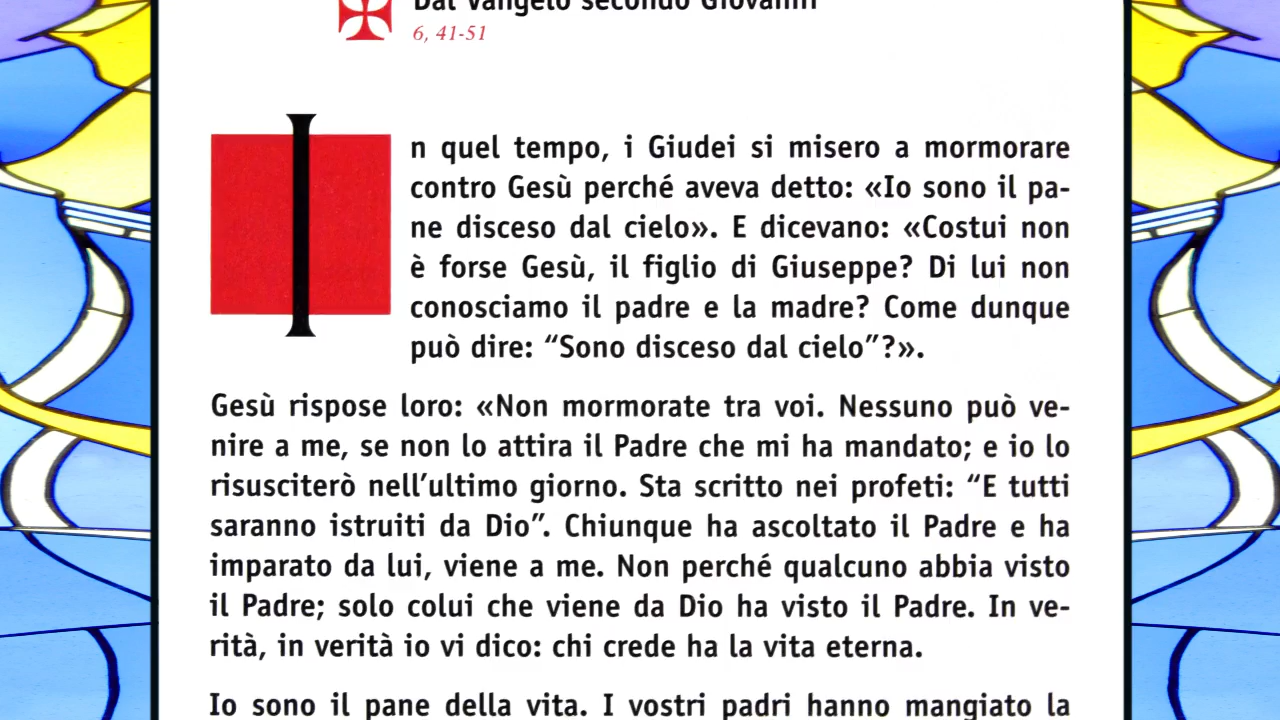 Dal Vangelo secondo Giovanni
6, 41-51
In quel tempo, i Giudei si misero a mormorare
contro Gesù perché aveva detto: «Io sono il pa-
ne disceso dal cielo». E dicevano: «Costui non
è forse Gesù, il figlio di Giuseppe? Di lui non
conosciamo il padre e la madre? Come dunque
può dire: “Sono disceso dal cielo”?».
Gesù rispose loro: «Non mormorate tra voi. Nessuno può ve-
nire a me, se non lo attira il Padre che mi ha mandato; e io lo
risusciterò nell’ultimo giorno. Sta scritto nei profeti: “E tutti
saranno istruiti da Dio”. Chiunque ha ascoltato il Padre e ha
imparato da lui, viene a me. Non perché qualcuno abbia visto
il Padre; solo colui che viene da Dio ha visto il Padre. In ve-
rità, in verità io vi dico: chi crede ha la vita eterna.
Io sono il pane della vita. I vostri padri hanno mangiato la